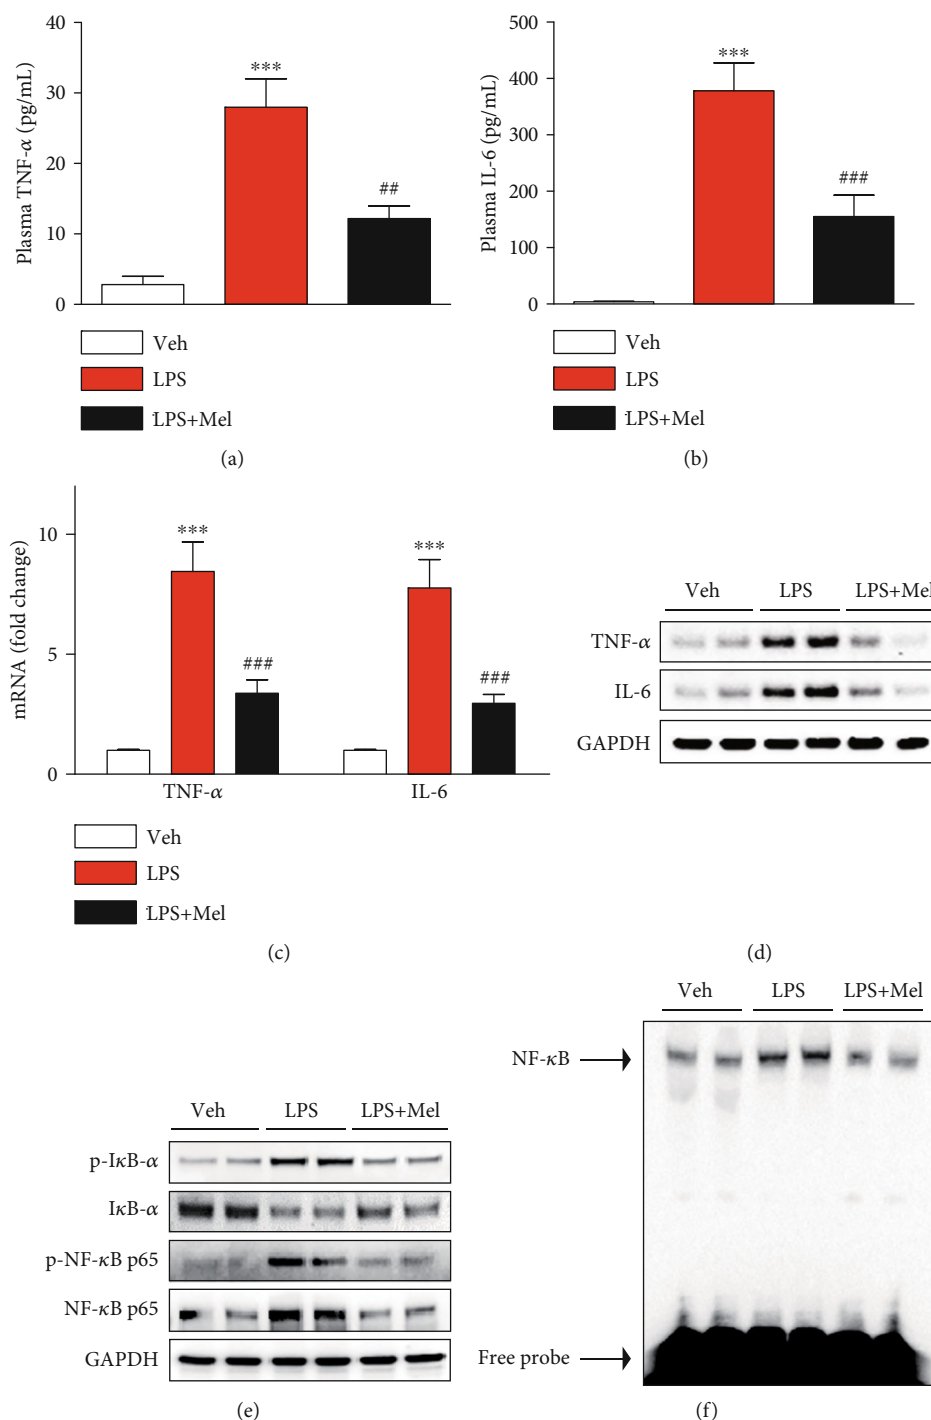 Plasma TNF-α (pg/mL)
40
30
20
10
0
***
##
Veh
LPS
LPS+Mel
(a)
Plasma IL-6 (pg/mL)
500
400
300
200
100
0
***
###
Veh
LPS
LPS+Mel
(b)
mRNA (fold change)
10
5
0
***
###
***
###
TNF-α IL-6
Veh
LPS
LPS+Mel
(c)
Veh LPS LPS+Mel
TNF-α
IL-6
GAPDH
(d)
Veh LPS LPS+Mel
p-IκB-α
IκB-α
p-NF-κB p65
NF-κB p65
GAPDH
(e)
Veh LPS LPS+Mel
NF-κB
Free probe
(f)